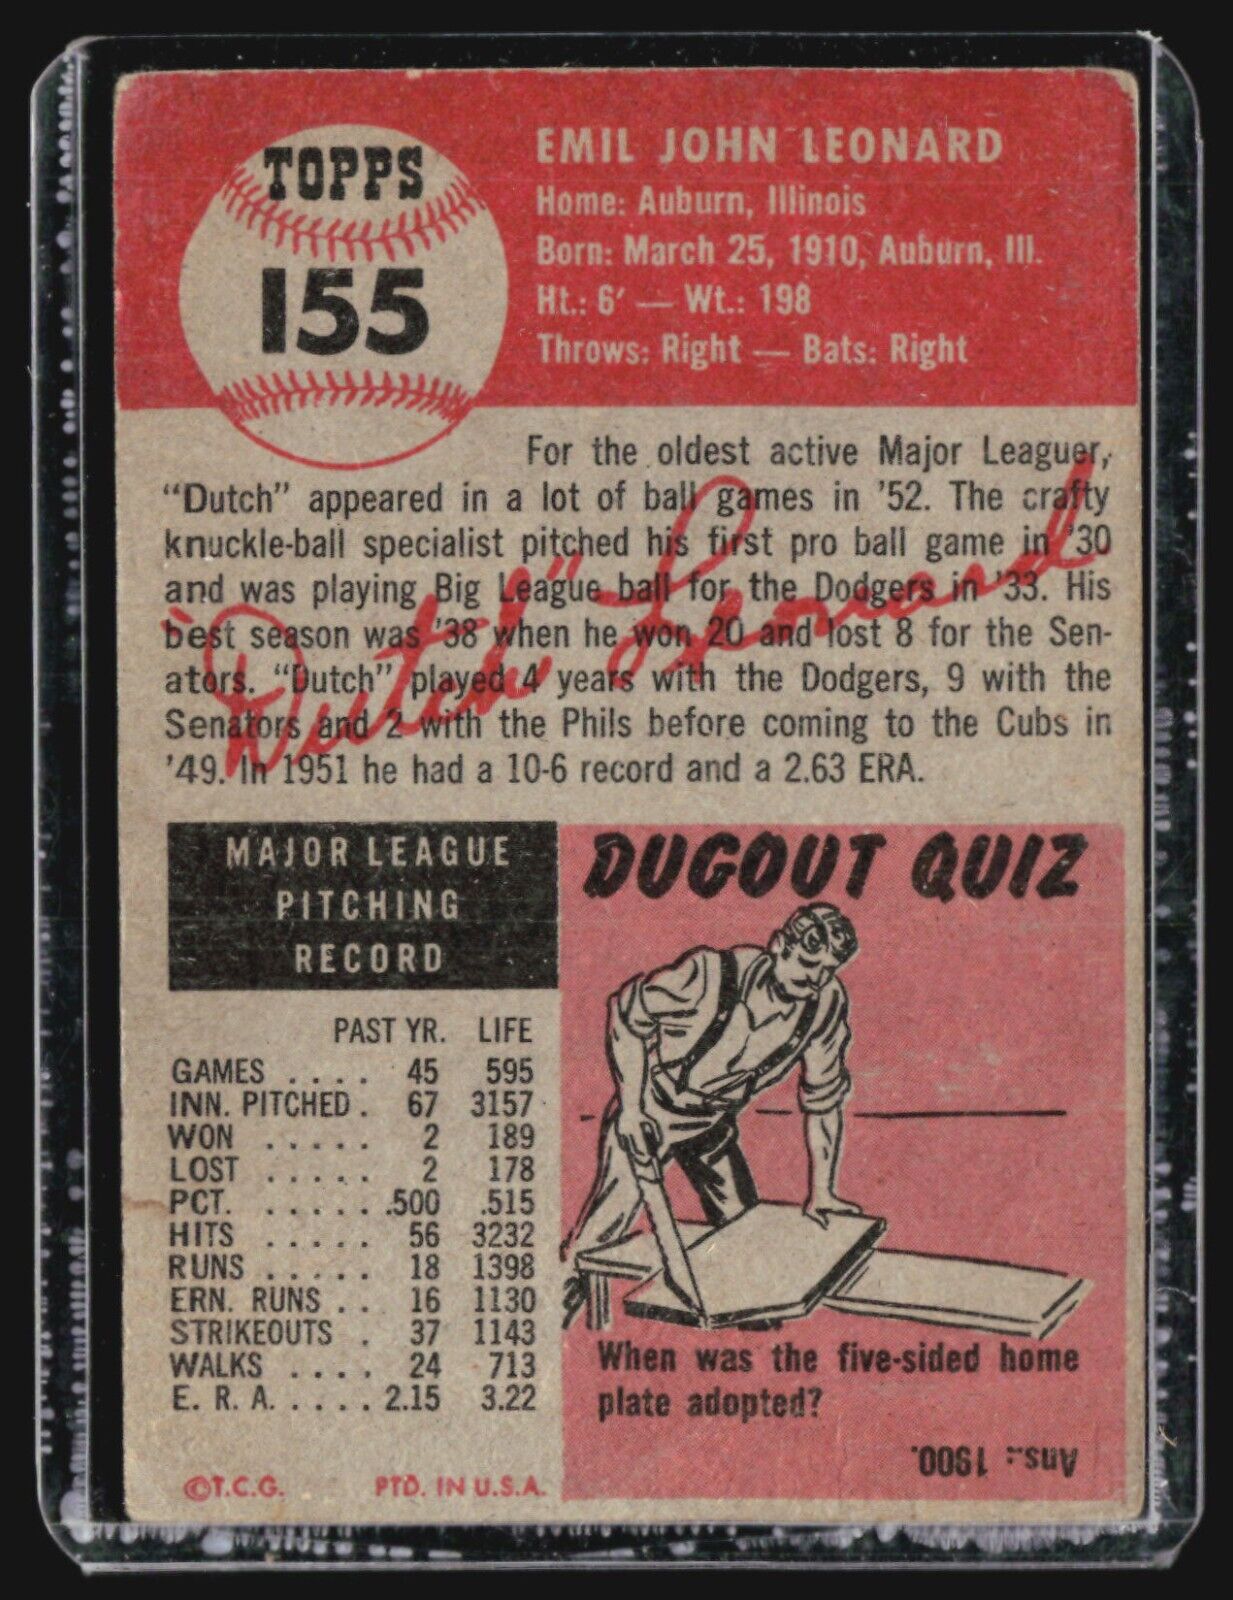 TOPPS
155
EMIL JOHN LEONARD
Home: Auburn, Illinois
Born: March 25, 1910, Auburn, Ill.
Ht.: 6' — Wt.: 198
Throws: Right — Bats: Right
For the oldest active Major Leaguer,
"Dutch" appeared in a lot of ball games in '52. The crafty
knuckle-ball specialist pitched his first pro ball game in '30
and was playing Big League ball for the Dodgers in '33. His
best season was '38 when he won 20 and lost 8 for the Sen-
ators. "Dutch" played 4 years with the Dodgers, 9 with the
Senators and 2 with the Phils before coming to the Cubs in
'49. In 1951 he had a 10-6 record and a 2.63 ERA.
"Dutch" Leonard
MAJOR LEAGUE
PITCHING
RECORD
PAST YR. LIFE
GAMES . . . . 45 595
INN. PITCHED . 67 3157
WON . . . . . 2 189
LOST . . . . . 2 178
PCT. . . . . . .500 .515
HITS . . . . . 56 3232
RUNS . . . . . 18 1398
ERN. RUNS . . 16 1130
STRIKEOUTS . 37 1143
WALKS . . . . 24 713
E. R. A. . . . . 2.15 3.22
©T.C.G. PTD. IN U.S.A.
DUGOUT QUIZ
When was the five-sided home
plate adopted?
Ans.: 1900.